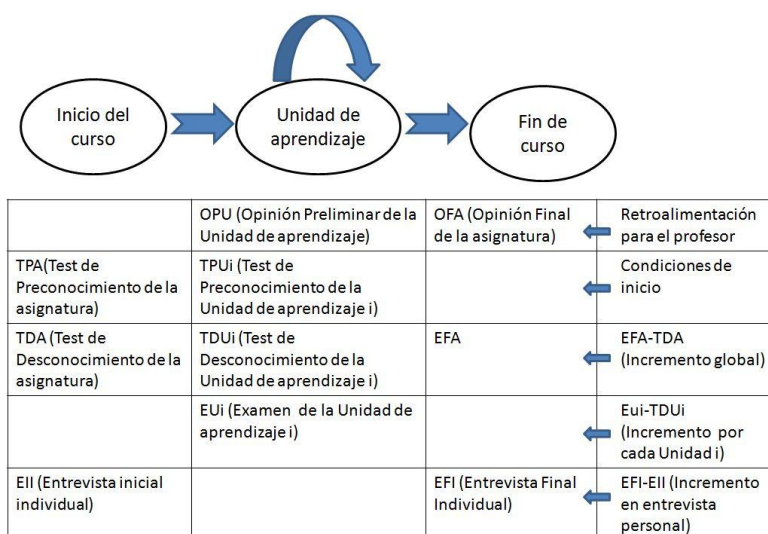 Inicio del
curso
Unidad de
aprendizaje
Fin de
curso
OPU (Opinión Preliminar de la
Unidad de aprendizaje)
OFA (Opinión Final
de la asignatura)
Retroalimentación
para el profesor
TPA(Test de
Preconocimiento de la
asignatura)
TPUi (Test de
Preconocimiento de la
Unidad de aprendizaje i)
Condiciones de
inicio
TDA (Test de
Desconocimiento de la
asignatura)
TDUi (Test de
Desconocimiento de la
Unidad de aprendizaje i)
EFA
EFA-TDA
(Incremento global)
EUi (Examen de la Unidad de
aprendizaje i)
Eui-TDUi
(Incremento por
cada Unidad i)
EII (Entrevista inicial
individual)
EFI (Entrevista Final
Individual)
EFI-EII (Incremento
en entrevista
personal)